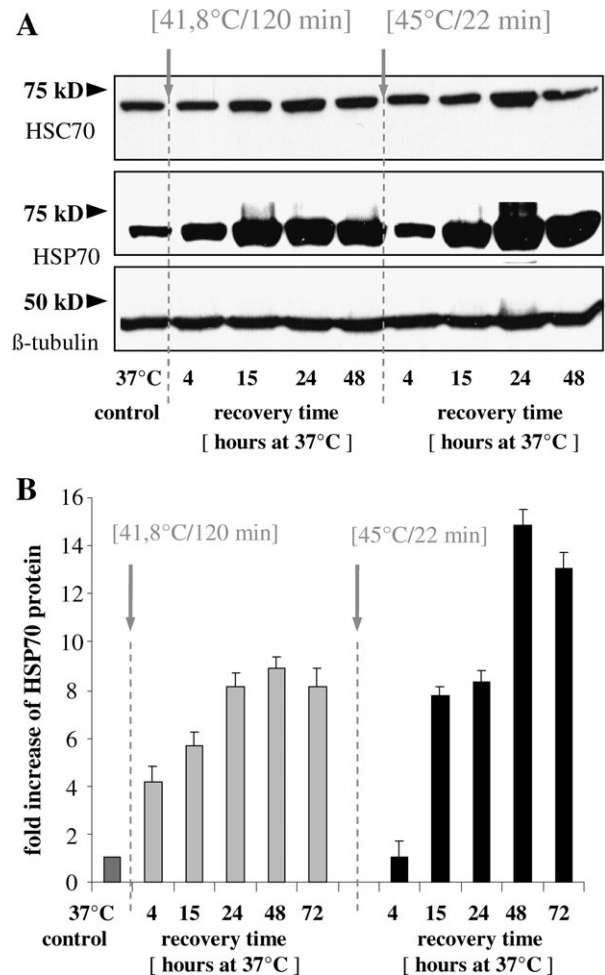 A
[41,8°C/120 min] [45°C/22 min]
75 kD
HSC70
75 kD
HSP70
50 kD
ß-tubulin
37°C 4 15 24 48 4 15 24 48
control recovery time recovery time
[ hours at 37°C ] [ hours at 37°C ]
B
16
[41,8°C/120 min] [45°C/22 min]
14
12
10
8
6
4
2
0
fold increase of HSP70 protein
37°C 4 15 24 48 72 4 15 24 48 72
control recovery time recovery time
[ hours at 37°C ] [ hours at 37°C ]